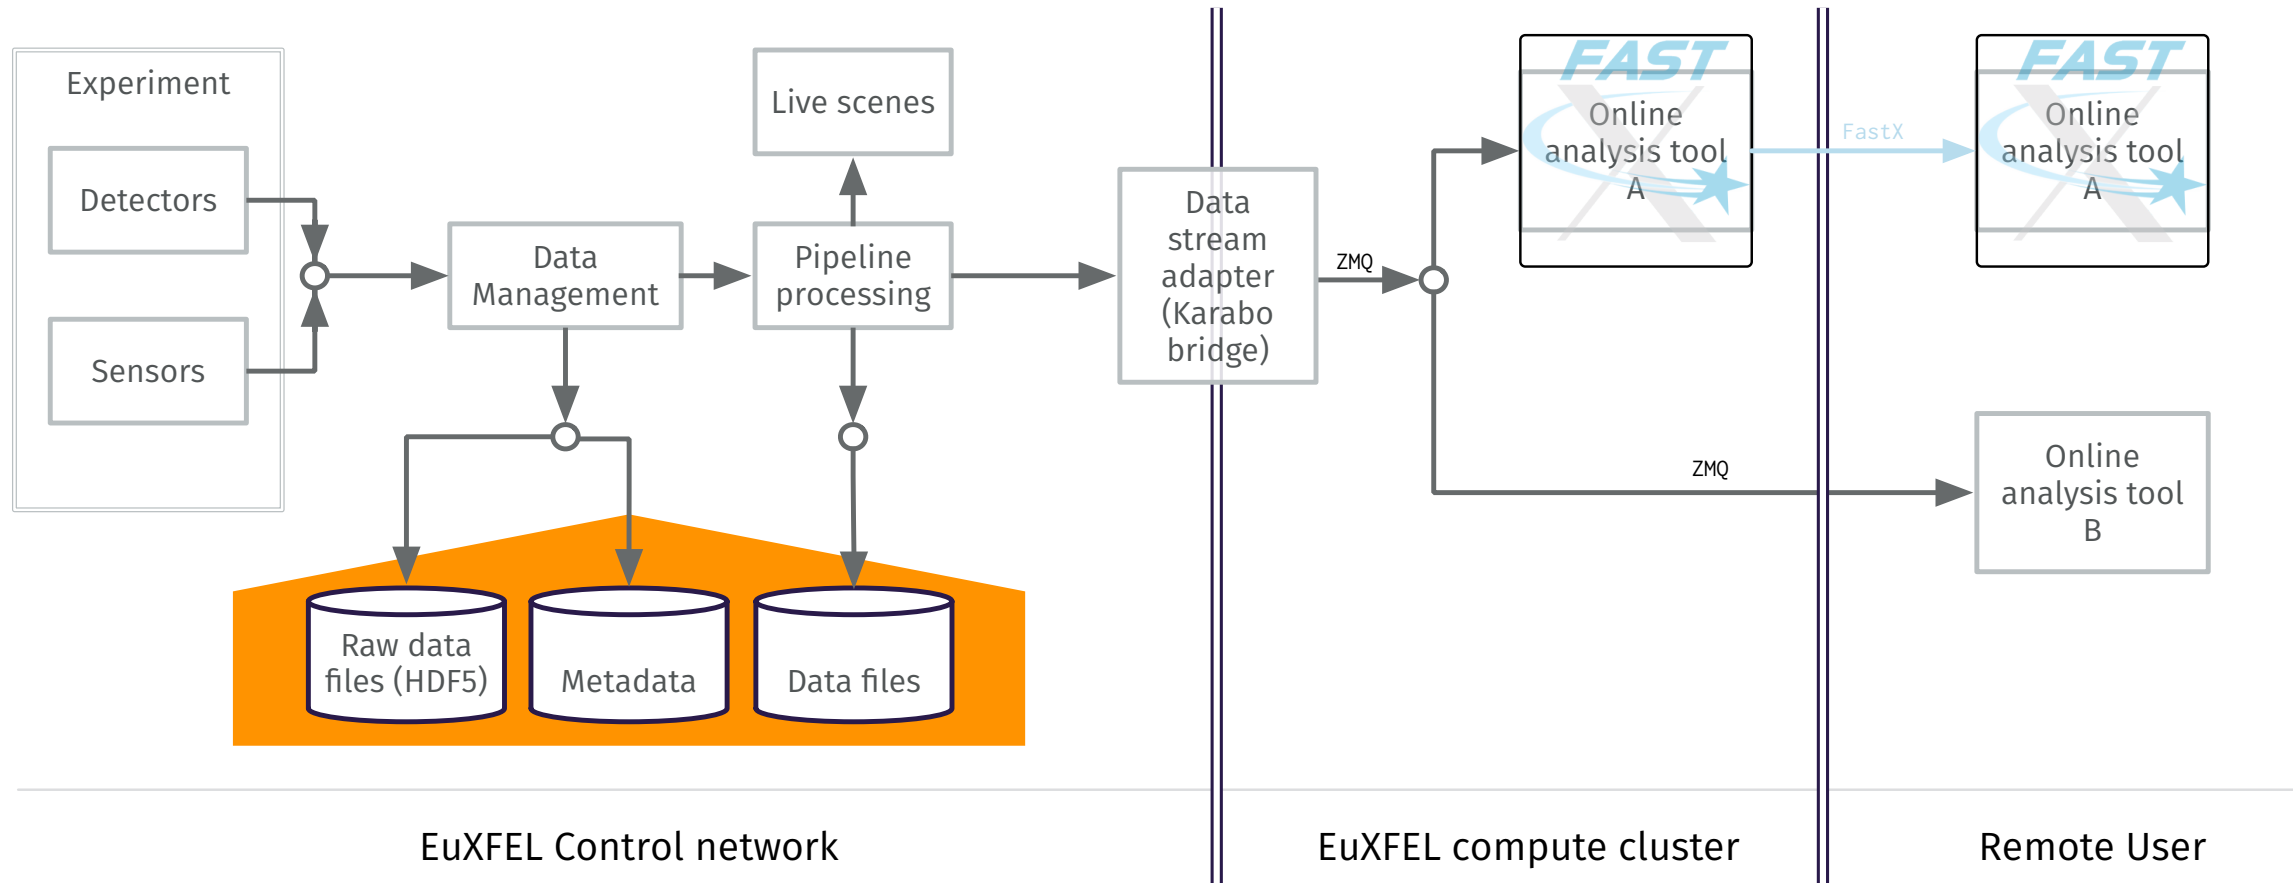 Experiment
Detectors
Sensors
Data
Management
Live scenes
Pipeline
processing
Raw data
files (HDF5)
Metadata
Data files
Data
stream
adapter
(Karabo
bridge)
ZMQ
FAST
Online
analysis tool
A
FastX
FAST
Online
analysis tool
A
ZMQ
Online
analysis tool
B
EuXFEL Control network
EuXFEL compute cluster
Remote User